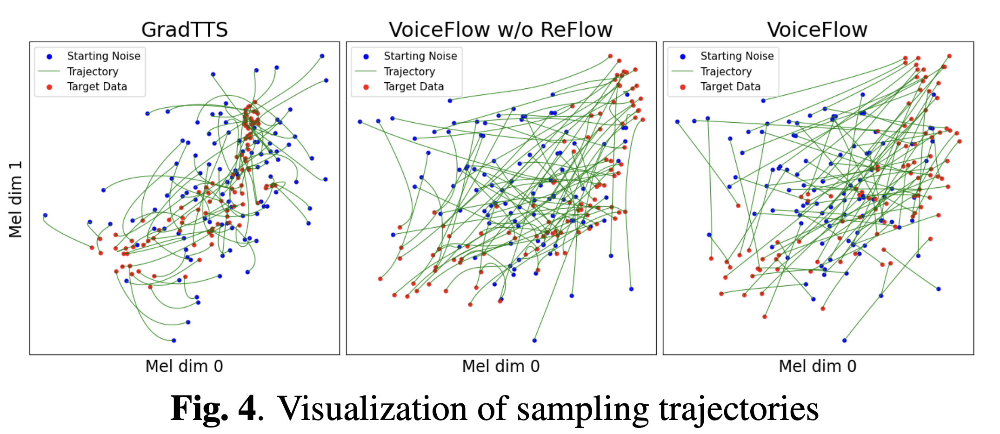 GradTTS
Starting Noise
Trajectory
Target Data
Mel dim 1
Mel dim 0
VoiceFlow w/o ReFlow
Starting Noise
Trajectory
Target Data
Mel dim 0
VoiceFlow
Starting Noise
Trajectory
Target Data
Mel dim 0
Fig. 4. Visualization of sampling trajectories